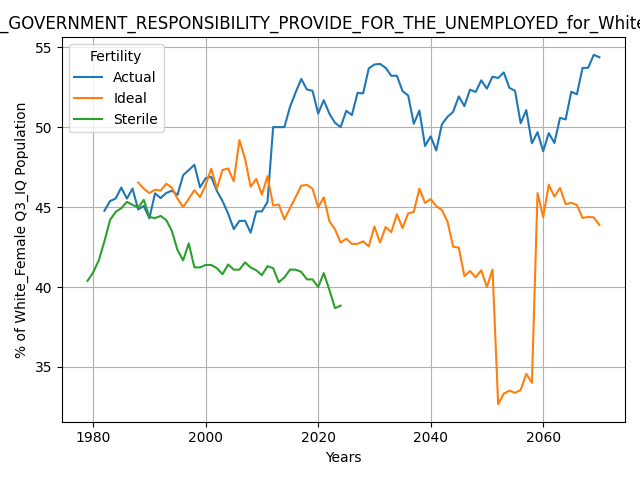 _GOVERNMENT_RESPONSIBILITY_PROVIDE_FOR_THE_UNEMPLOYED_for_White
Fertility
Actual
Ideal
Sterile
% of White_Female Q3_IQ Population
55
50
45
40
35
1980
2000
2020
2040
2060
Years